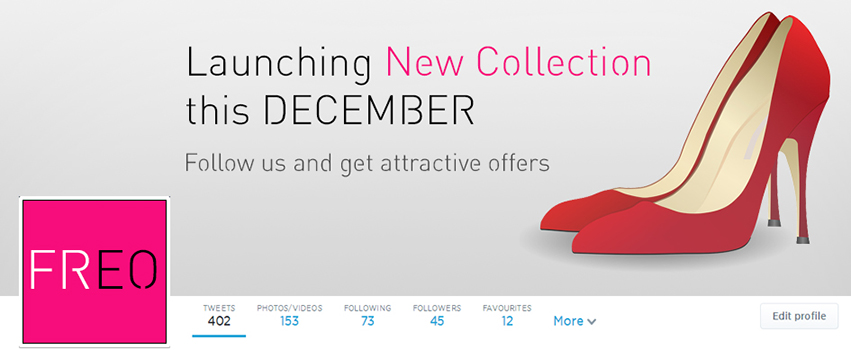 Launching New Collection
this DECEMBER
Follow us and get attractive offers
FREO
TWEETS PHOTOS/VIDEOS FOLLOWING FOLLOWERS FAVOURITES
402 153 73 45 12 More
Edit profile